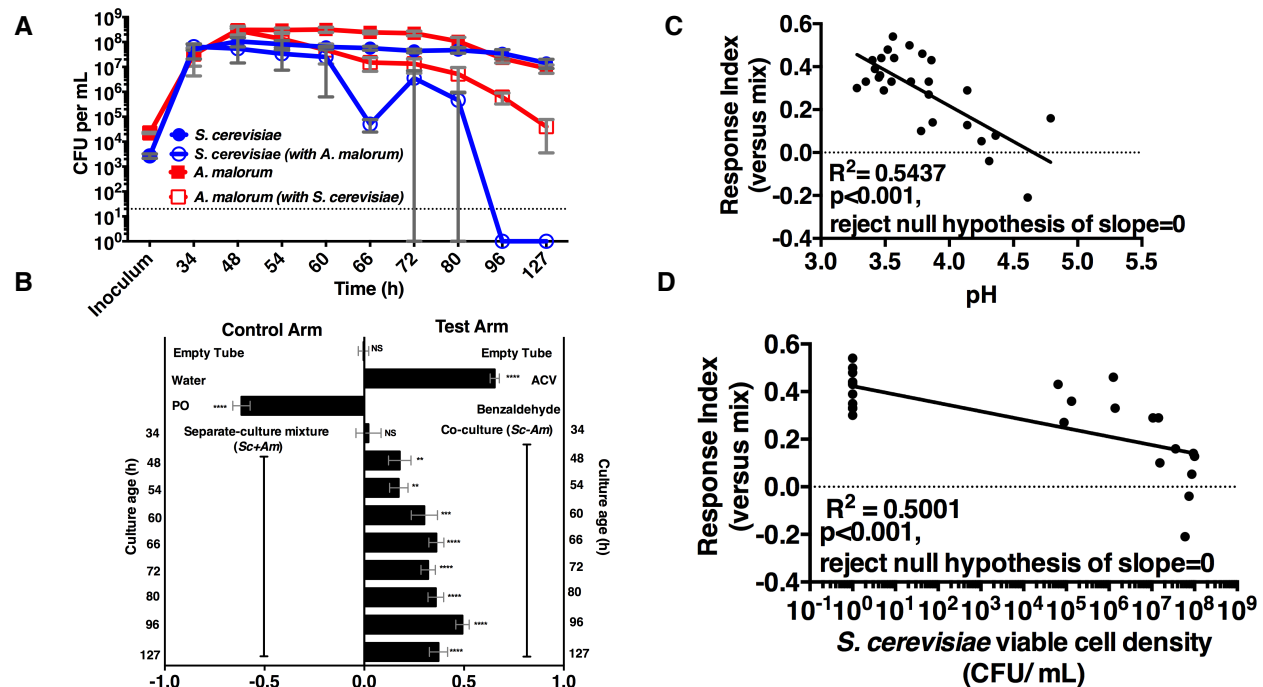 A
CFU per mL
10^9
10^8
10^7
10^6
10^5
10^4
10^3
10^2
10^1
10^0
S. cerevisiae
S. cerevisiae (with A. malorum)
A. malorum
A. malorum (with S. cerevisiae)
Inoculum 34 48 54 60 66 72 80 96 127
Time (h)
B
Control Arm Test Arm
Empty Tube NS Empty Tube
Water **** ACV
PO **** Benzaldehyde
Separate-culture mixture
(Sc+Am)
Co-culture (Sc-Am)
Culture age (h)
Culture age (h)
34 NS 34
48 ** 48
54 ** 54
60 *** 60
66 **** 66
72 **** 72
80 **** 80
96 **** 96
127 **** 127
-1.0 -0.5 0.0 0.5 1.0
C
Response Index
(versus mix)
0.6
0.4
0.2
0.0
-0.2
-0.4
R²= 0.5437
p<0.001,
reject null hypothesis of slope=0
3.0 3.5 4.0 4.5 5.0 5.5
pH
D
Response Index
(versus mix)
0.6
0.4
0.2
0.0
-0.2
-0.4
R² = 0.5001
p<0.001,
reject null hypothesis of slope=0
10^-1 10^0 10^1 10^2 10^3 10^4 10^5 10^6 10^7 10^8 10^9
S. cerevisiae viable cell density
(CFU/ mL)